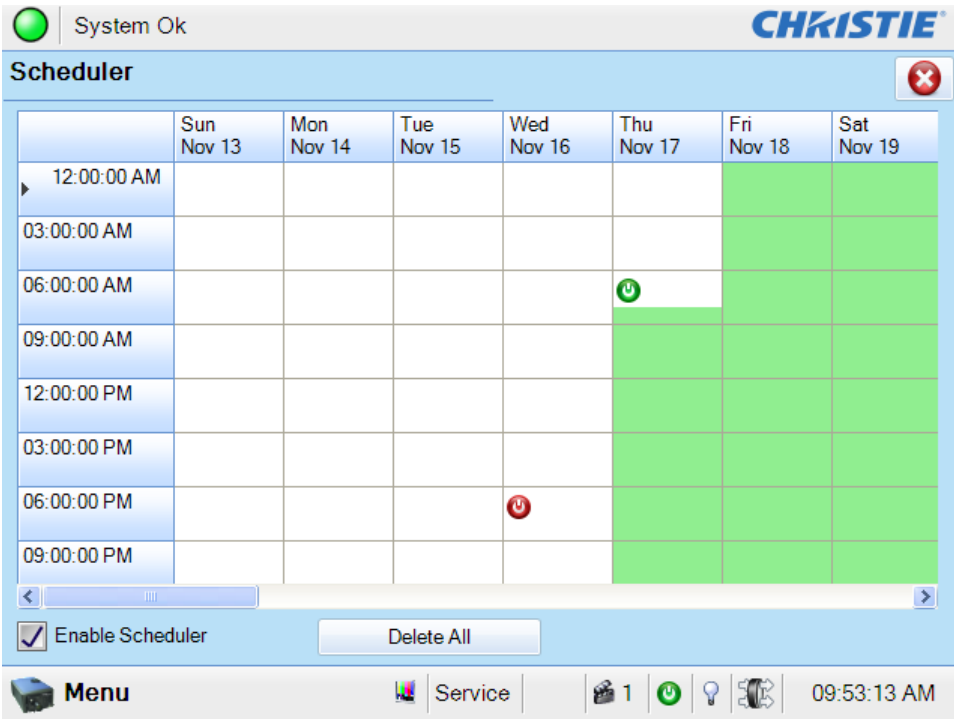 System Ok
CHRISTIE®
Scheduler
Sun Mon Tue Wed Thu Fri Sat
Nov 13 Nov 14 Nov 15 Nov 16 Nov 17 Nov 18 Nov 19
12:00:00 AM
03:00:00 AM
06:00:00 AM
09:00:00 AM
12:00:00 PM
03:00:00 PM
06:00:00 PM
09:00:00 PM
Enable Scheduler
Delete All
Menu
Service
1
09:53:13 AM